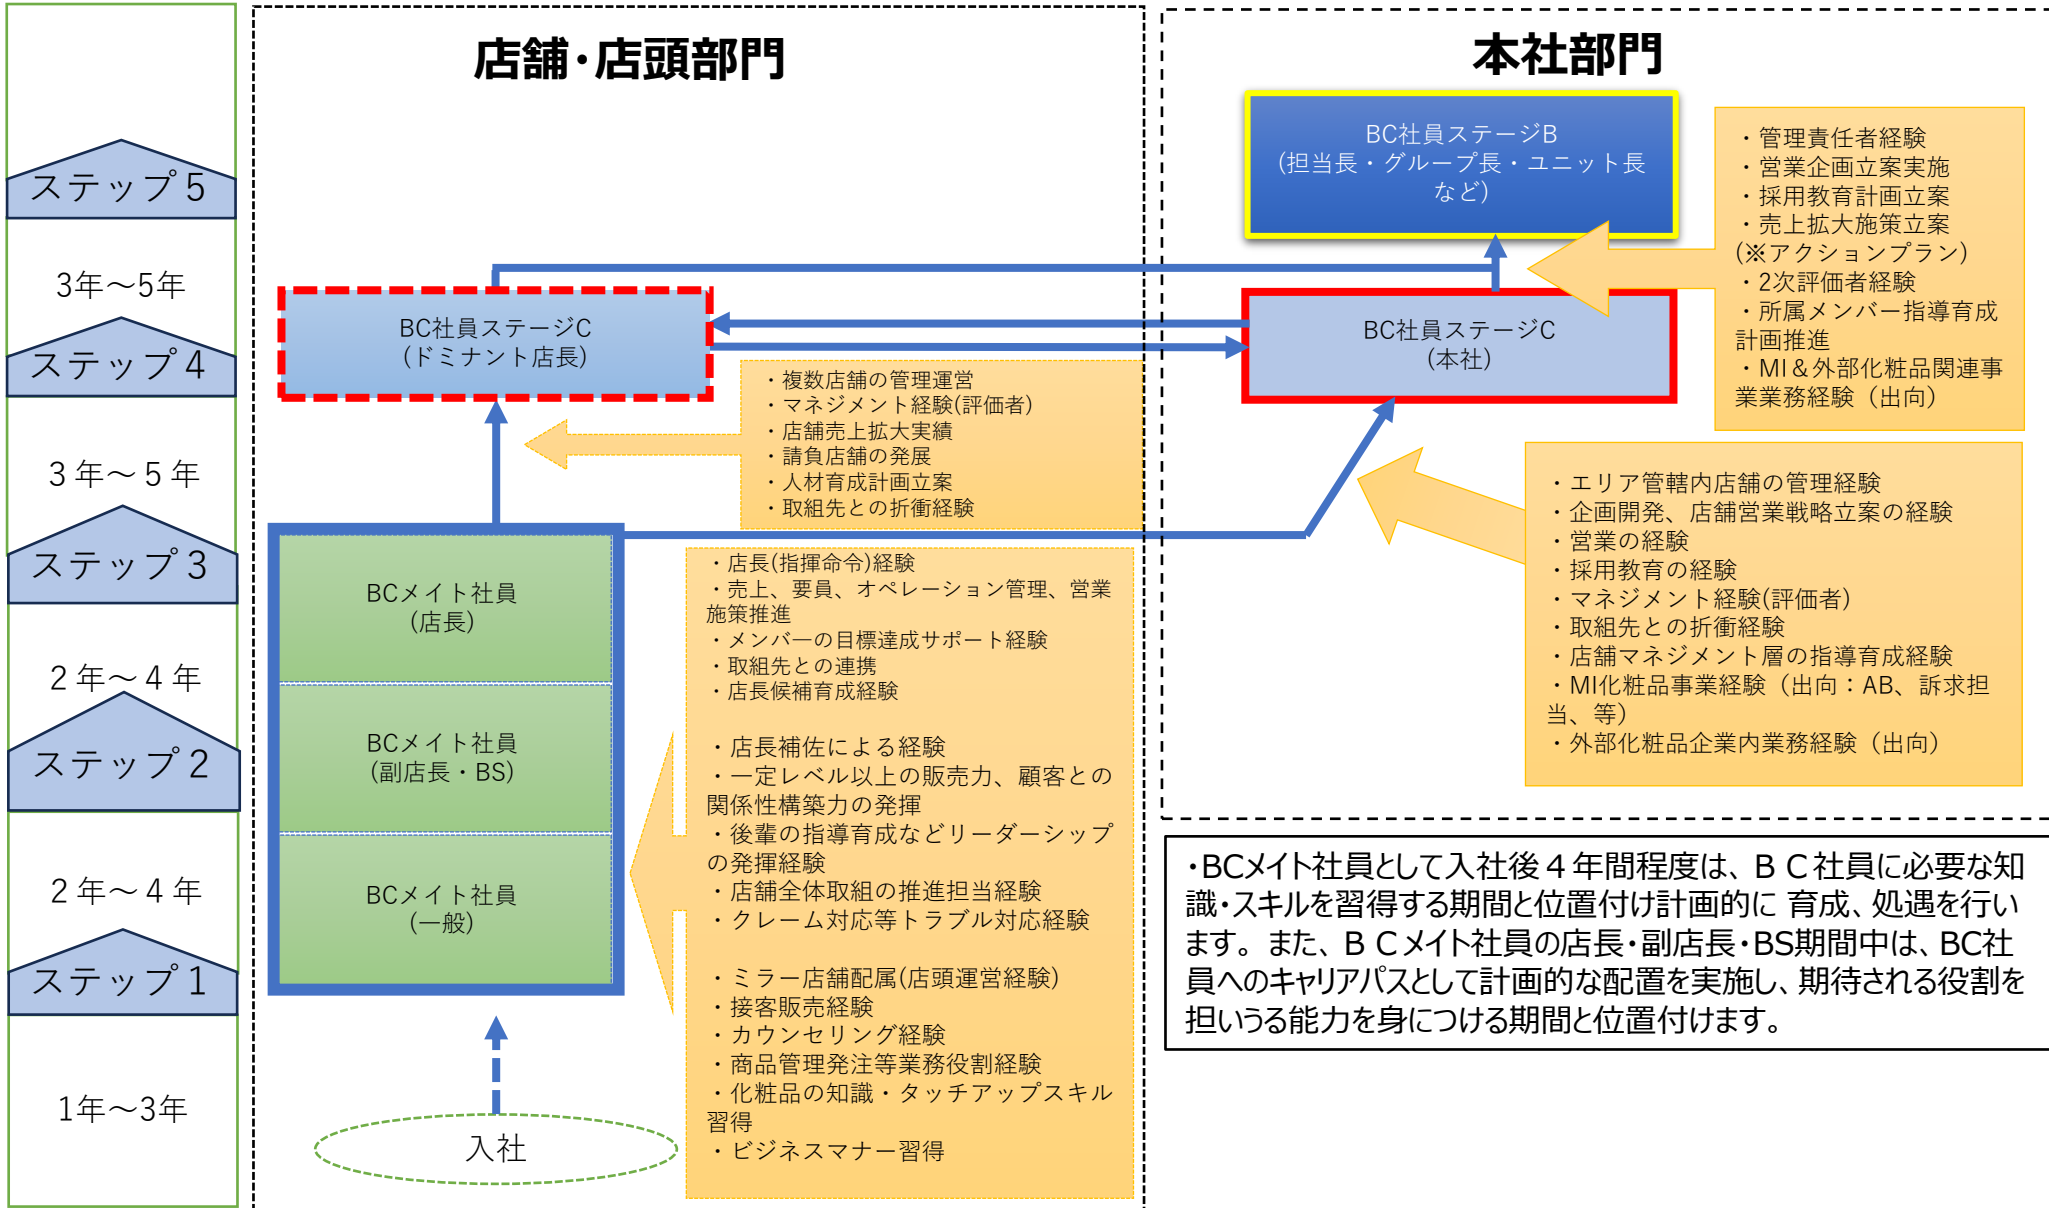 店舗・店頭部門
本社部門
ステップ５
3年～5年
ステップ４
３年～５年
ステップ３
２年～４年
ステップ２
２年～４年
ステップ１
1年～3年
BC社員ステージB
(担当長・グループ長・ユニット長
など)
・管理責任者経験
・営業企画立案実施
・採用教育計画立案
・売上拡大施策立案
(※アクションプラン)
・2次評価者経験
・所属メンバー指導育成
計画推進
・MI＆外部化粧品関連事
業業務経験（出向）
BC社員ステージC
(ドミナント店長)
BC社員ステージC
(本社)
・複数店舗の管理運営
・マネジメント経験(評価者)
・店舗売上拡大実績
・請負店舗の発展
・人材育成計画立案
・取組先との折衝経験
・エリア管轄内店舗の管理経験
・企画開発、店舗営業戦略立案の経験
・営業の経験
・採用教育の経験
・マネジメント経験(評価者)
・取組先との折衝経験
・店舗マネジメント層の指導育成経験
・MI化粧品事業経験（出向：AB、訴求担
当、等）
・外部化粧品企業内業務経験（出向）
BCメイト社員
(店長)
BCメイト社員
(副店長・BS)
BCメイト社員
(一般)
・店長(指揮命令)経験
・売上、要員、オペレーション管理、営業
施策推進
・メンバーの目標達成サポート経験
・取組先との連携
・店長候補育成経験
・店長補佐による経験
・一定レベル以上の販売力、顧客との
関係性構築力の発揮
・後輩の指導育成などリーダーシップ
の発揮経験
・店舗全体取組の推進担当経験
・クレーム対応等トラブル対応経験
・ミラー店舗配属(店頭運営経験)
・接客販売経験
・カウンセリング経験
・商品管理発注等業務役割経験
・化粧品の知識・タッチアップスキル
習得
・ビジネスマナー習得
入社
・BCメイト社員として入社後４年間程度は、ＢＣ社員に必要な知
識・スキルを習得する期間と位置付け計画的に 育成、処遇を行い
ます。また、ＢＣメイト社員の店長・副店長・BS期間中は、BC社
員へのキャリアパスとして計画的な配置を実施し、期待される役割を
担いうる能力を身につける期間と位置付けます。